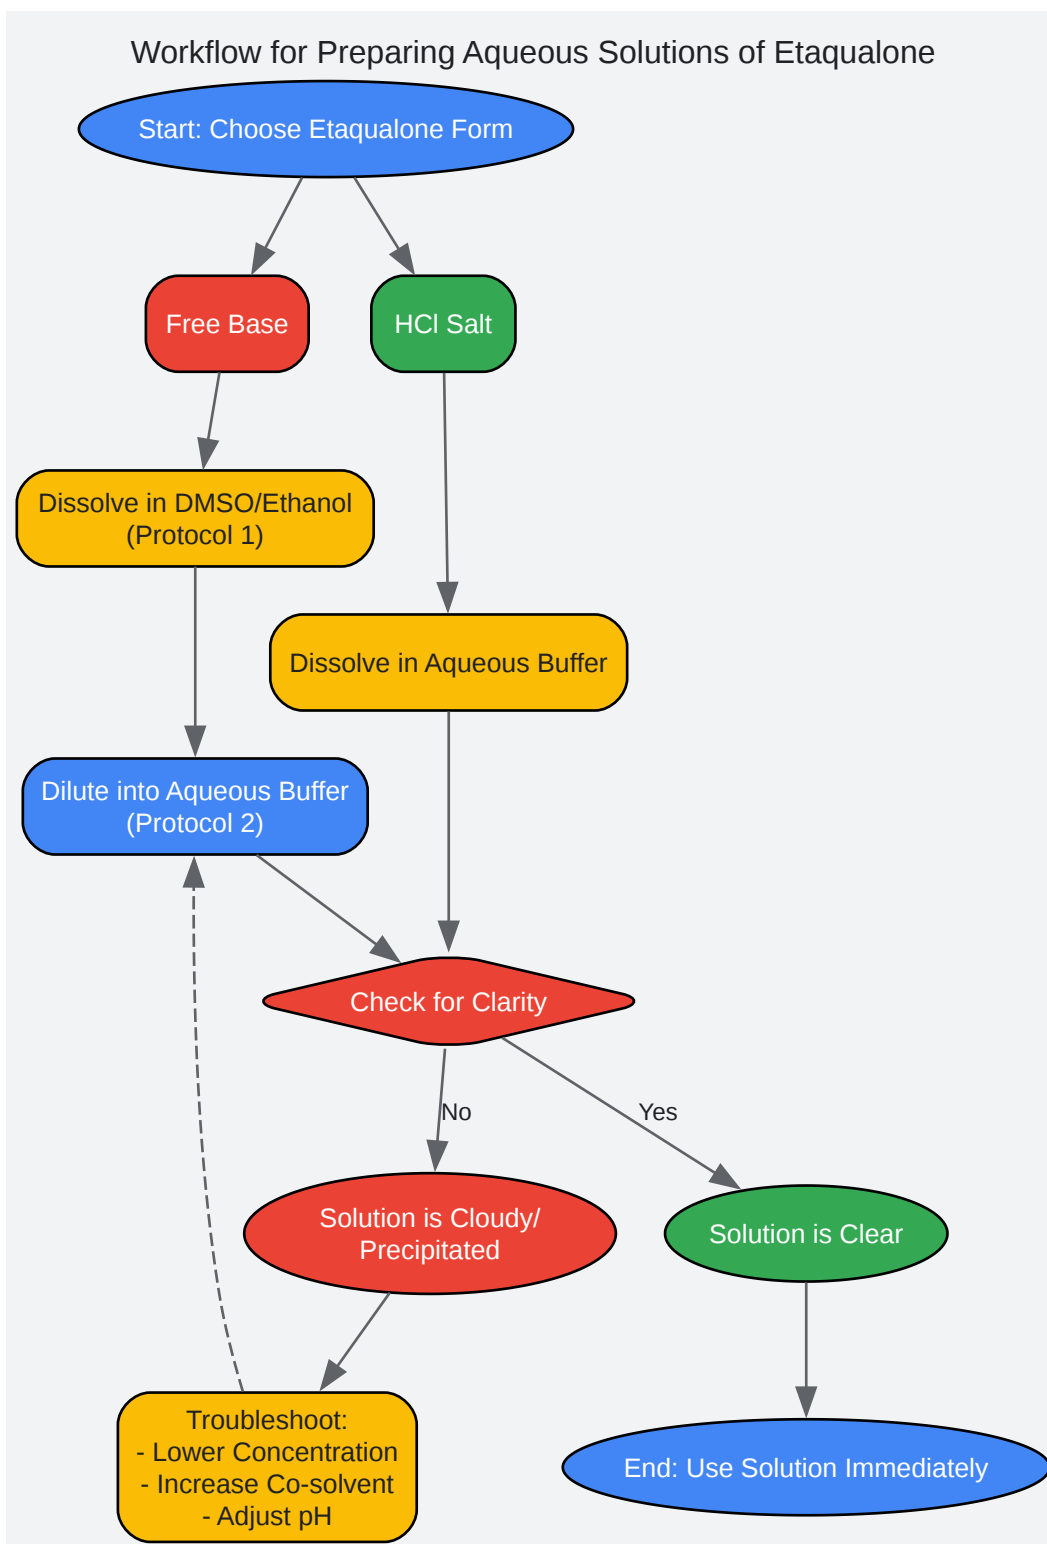 Workflow for Preparing Aqueous Solutions of Etaqualone
Start: Choose Etaqualone Form
Free Base
HCl Salt
Dissolve in DMSO/Ethanol
(Protocol 1)
Dissolve in Aqueous Buffer
Dilute into Aqueous Buffer
(Protocol 2)
Check for Clarity
No
Yes
Solution is Cloudy/
Precipitated
Solution is Clear
Troubleshoot:
- Lower Concentration
- Increase Co-solvent
- Adjust pH
End: Use Solution Immediately